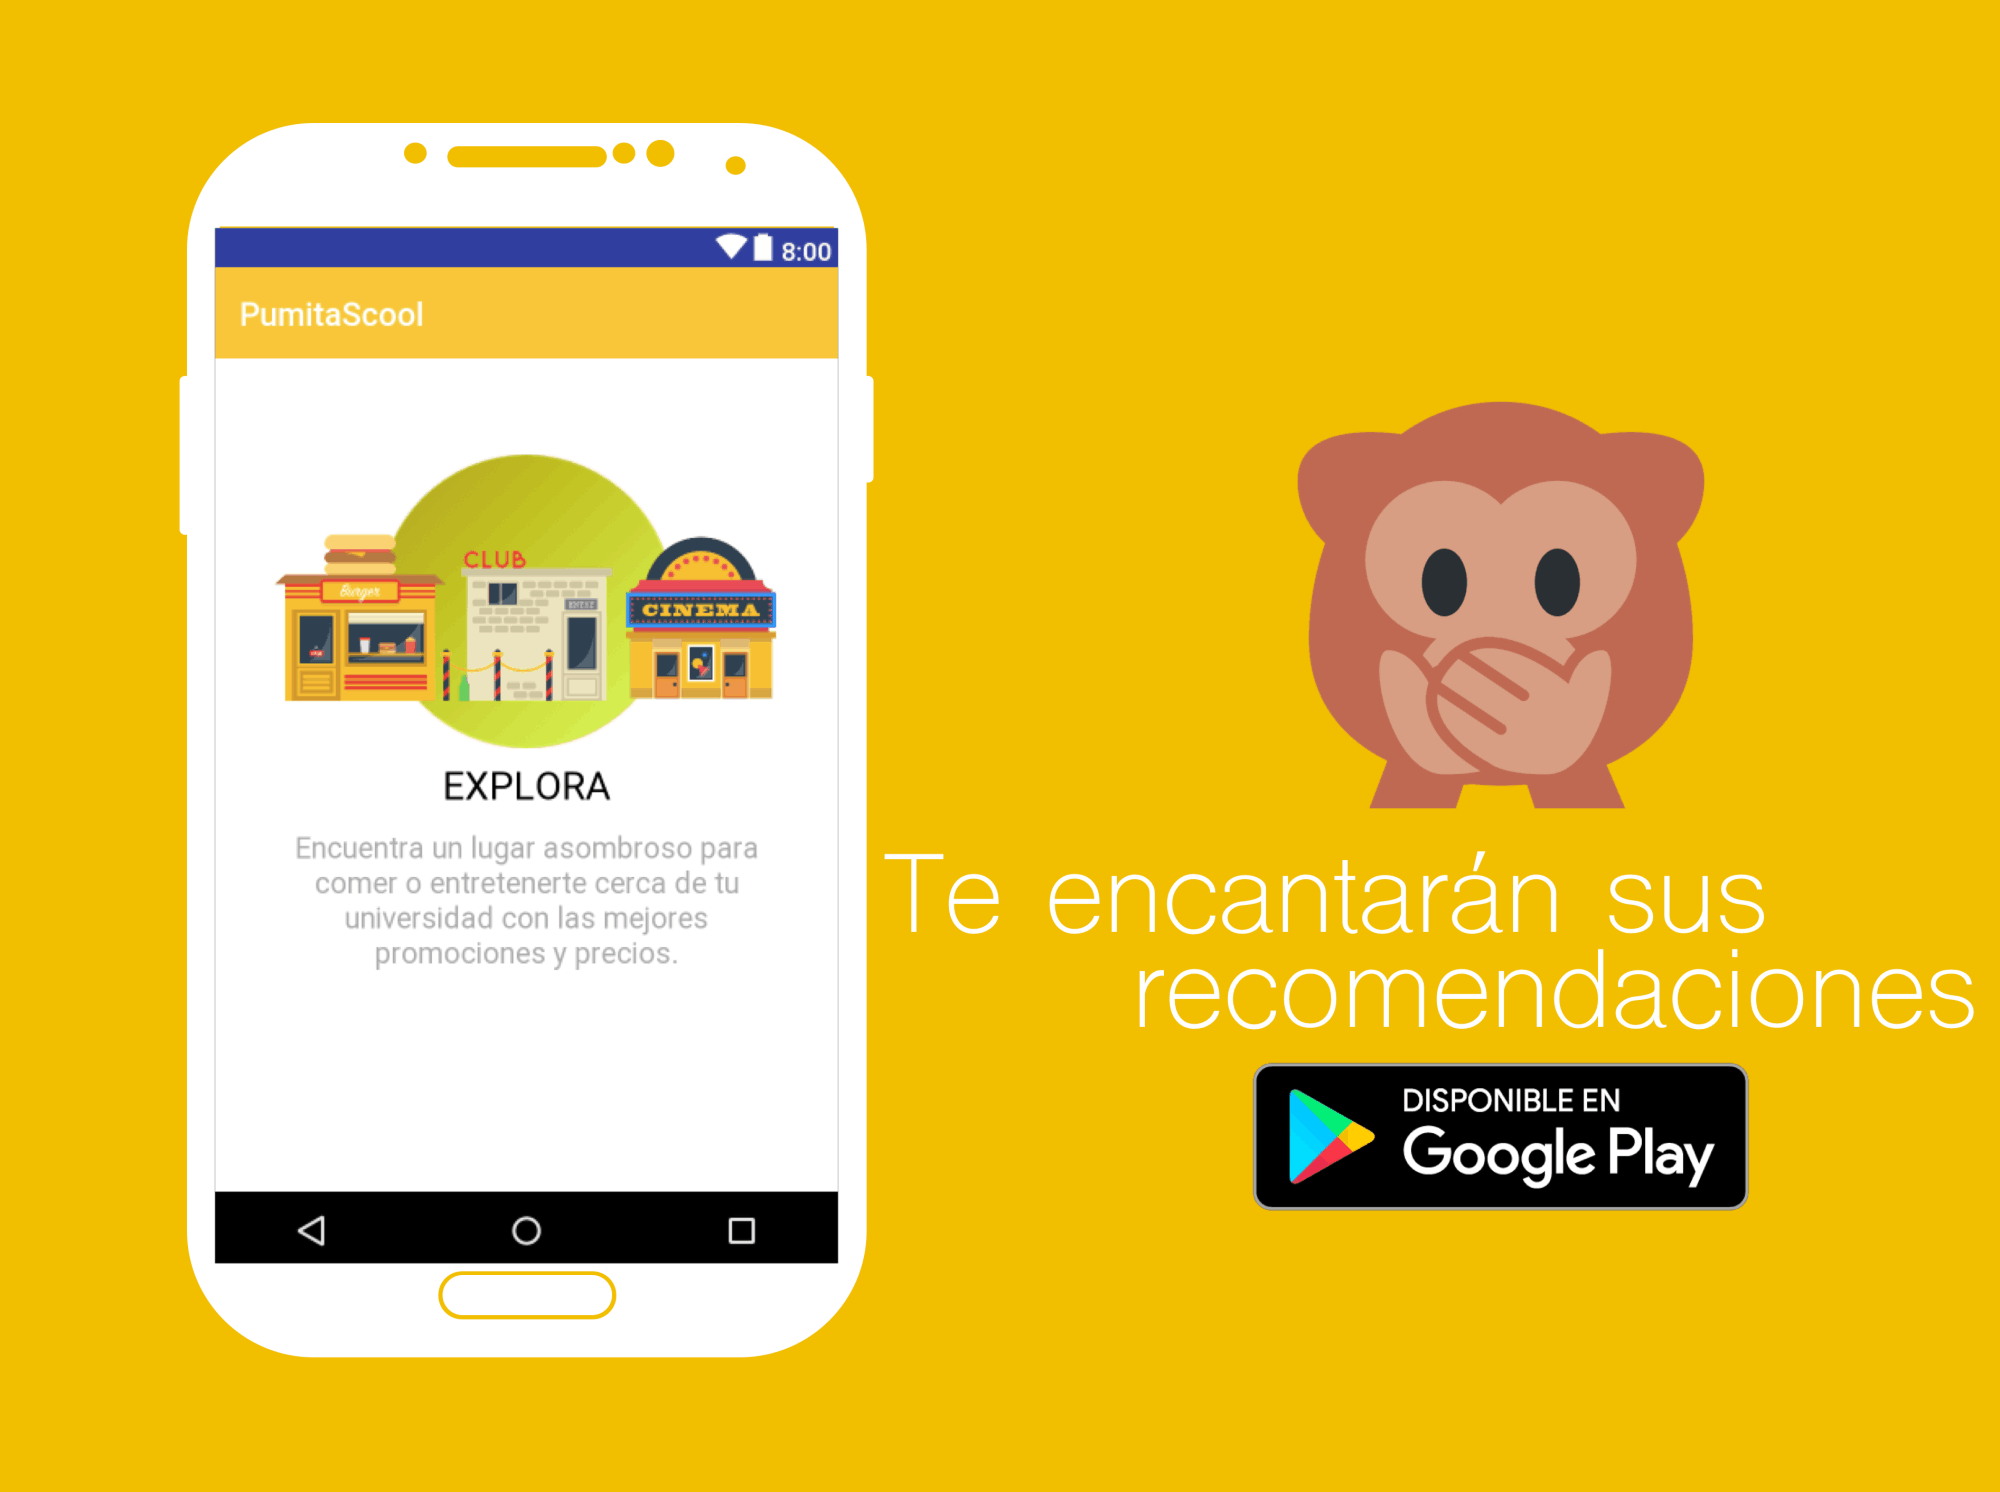 8:00
PumitaScool
Burger
CLUB
CINEMA
EXPLORA
Encuentra un lugar asombroso para
comer o entretenerte cerca de tu
universidad con las mejores
promociones y precios.
Te encantarán sus
recomendaciones
DISPONIBLE EN
Google Play